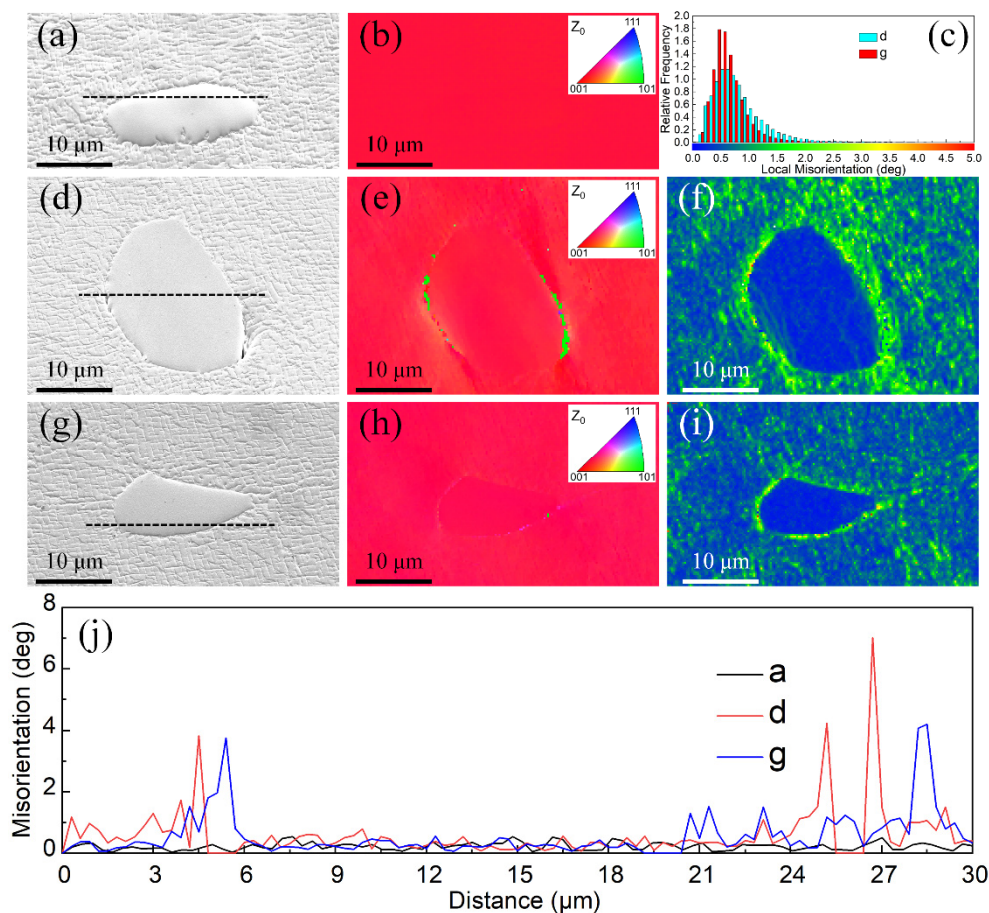 (a)
10 μm
(b)
Z0
111
001
101
10 μm
(c)
Relative Frequency
2.0
1.8
1.6
1.4
1.2
1.0
0.8
0.6
0.4
0.2
0.0
d
g
0.0 0.5 1.0 1.5 2.0 2.5 3.0 3.5 4.0 4.5 5.0
Local Misorientation (deg)
(d)
10 μm
(e)
Z0
111
001
101
10 μm
(f)
10 μm
(g)
10 μm
(h)
Z0
111
001
101
10 μm
(i)
10 μm
(j)
Misorientation (deg)
8
6
4
2
0
a
d
g
0 3 6 9 12 15 18 21 24 27 30
Distance (μm)